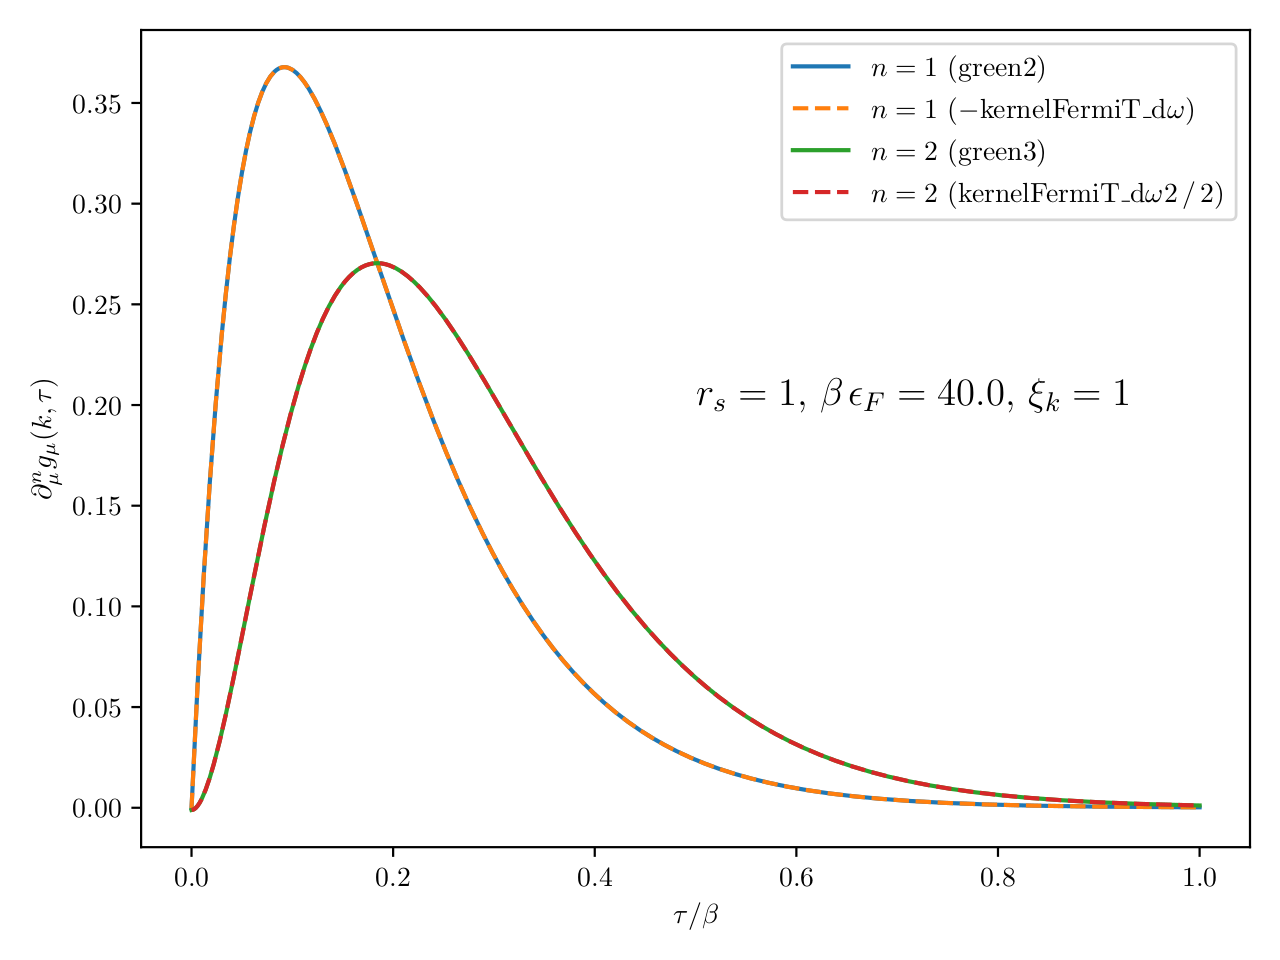 n = 1 (green2)
n = 1 (−kernelFermiT_dω)
n = 2 (green3)
n = 2 (kernelFermiT_dω2 / 2)
r_s = 1, β ϵ_F = 40.0, ξ_k = 1
∂_μ^n g_μ(k, τ)
0.35
0.30
0.25
0.20
0.15
0.10
0.05
0.00
0.0 0.2 0.4 0.6 0.8 1.0
τ/β